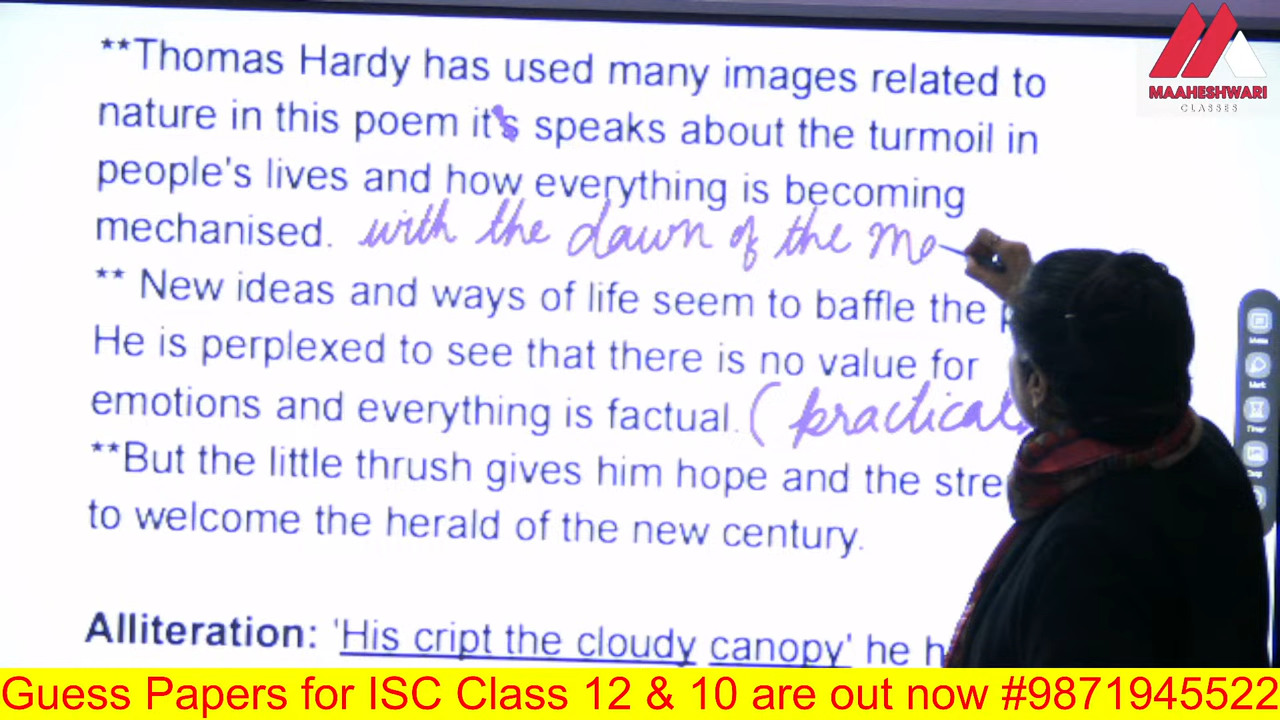 **Thomas Hardy has used many images related to
nature in this poem it's speaks about the turmoil in
people's lives and how everything is becoming
mechanised. with the dawn of the
** New ideas and ways of life seem to baffle the
He is perplexed to see that there is no value for
emotions and everything is factual. (practical
**But the little thrush gives him hope and the
to welcome the herald of the new century.
Alliteration: 'His cript the cloudy canopy' he
MAAHESHWARI
CLASSES
Timer
Guess Papers for ISC Class 12 & 10 are out now #9871945522